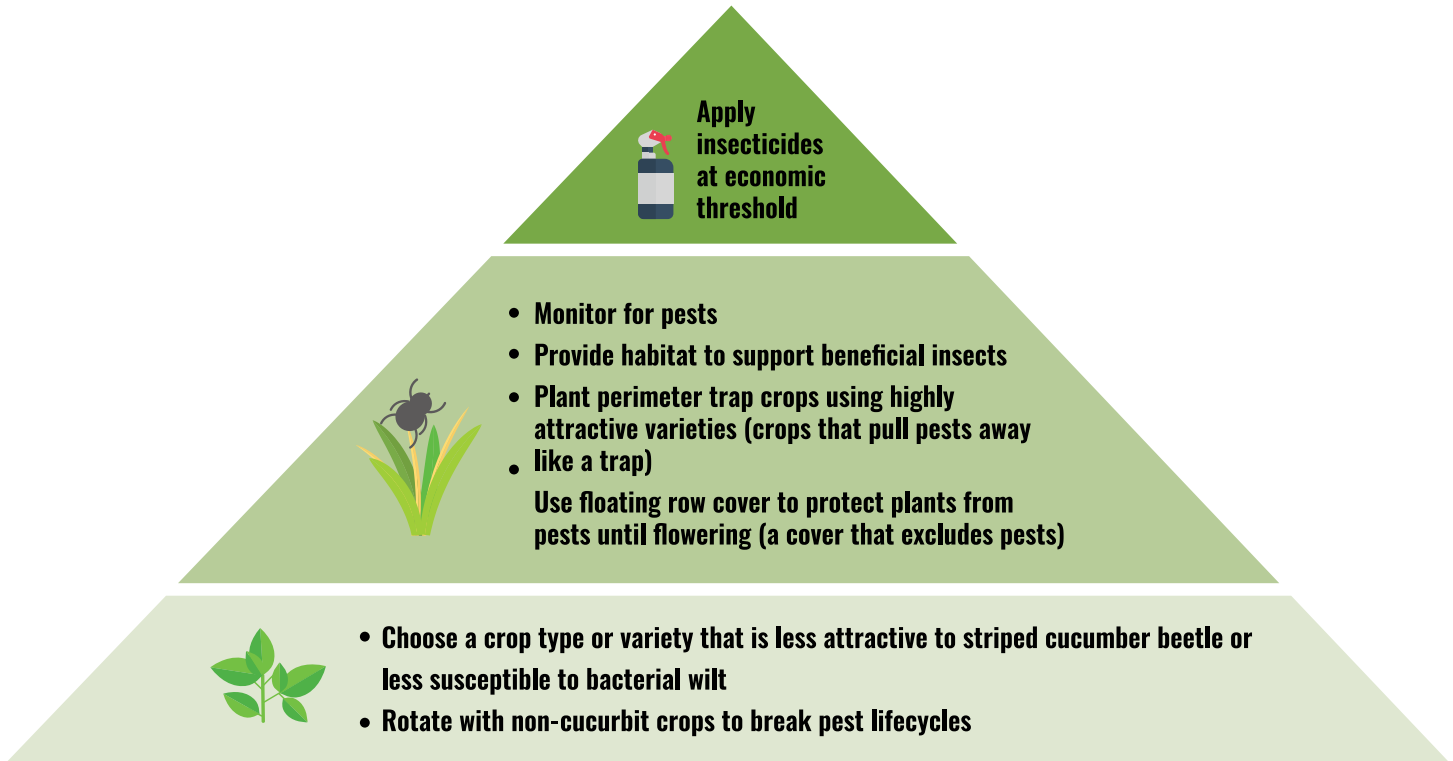 Apply
insecticides
at economic
threshold
• Monitor for pests
• Provide habitat to support beneficial insects
• Plant perimeter trap crops using highly
attractive varieties (crops that pull pests away
• like a trap)
Use floating row cover to protect plants from
pests until flowering (a cover that excludes pests)
• Choose a crop type or variety that is less attractive to striped cucumber beetle or
less susceptible to bacterial wilt
• Rotate with non-cucurbit crops to break pest lifecycles